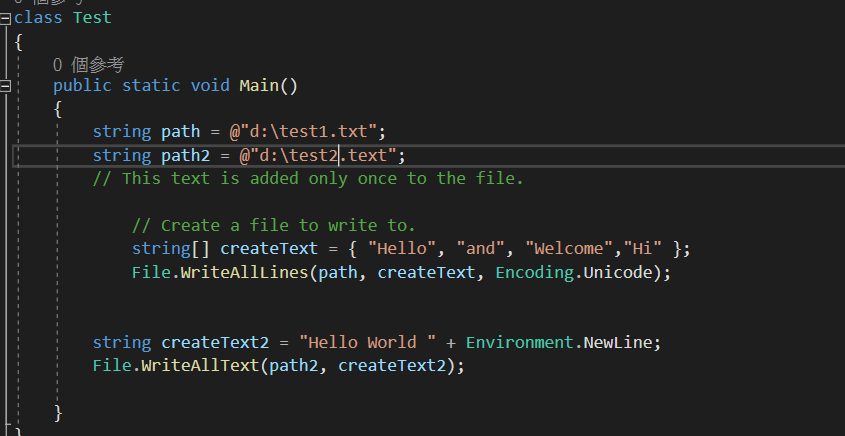 0 個參考
class Test
{
0 個參考
public static void Main()
{
string path = @"d:\test1.txt";
string path2 = @"d:\test2.text";
// This text is added only once to the file.
// Create a file to write to.
string[] createText = { "Hello", "and", "Welcome","Hi" };
File.WriteAllLines(path, createText, Encoding.Unicode);
string createText2 = "Hello World " + Environment.NewLine;
File.WriteAllText(path2, createText2);
}
}